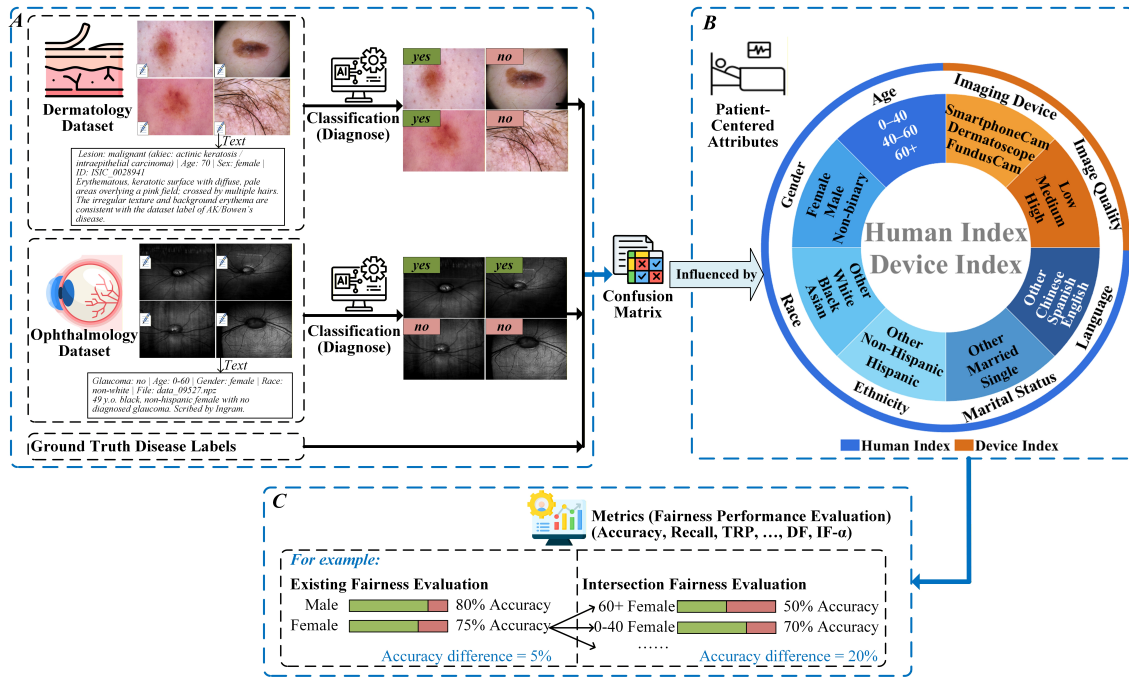 A
Dermatology
Dataset
Text
Lesion: malignant (akiec: actinic keratosis /
intraepithelial carcinoma) | Age: 70 | Sex: female |
ID: ISIC_0028941
Erythematous, keratotic surface with diffuse, pale
areas overlying a pink field; crossed by multiple hairs.
The irregular texture and background erythema are
consistent with the dataset label of AK/Bowen's
disease.
AI
Classification
(Diagnose)
yes
no
yes
no
Ophthalmology
Dataset
Text
Glaucoma: no | Age: 0-60 | Gender: female | Race:
non-white | File: data_09527.npz
49 y.o. black, non-hispanic female with no
diagnosed glaucoma. Scribed by Ingram.
AI
Classification
(Diagnose)
yes
yes
no
no
Ground Truth Disease Labels
Confusion
Matrix
Influenced by
B
Patient-
Centered
Attributes
Age
0–40
40–60
60+
Imaging Device
SmartphoneCam
Dermatoscope
FundusCam
Image Quality
Low
Medium
High
Language
Other
Chinese
Spanish
English
Marital Status
Other
Married
Single
Ethnicity
Other
Non-Hispanic
Hispanic
Race
Other
White
Black
Asian
Gender
Female
Male
Non-binary
Human Index
Device Index
Human Index
Device Index
C
Metrics (Fairness Performance Evaluation)
(Accuracy, Recall, TRP, …, DF, IF-α)
For example:
Existing Fairness Evaluation
Male 80% Accuracy
Female 75% Accuracy
Accuracy difference = 5%
Intersection Fairness Evaluation
60+ Female 50% Accuracy
0-40 Female 70% Accuracy
……
Accuracy difference = 20%